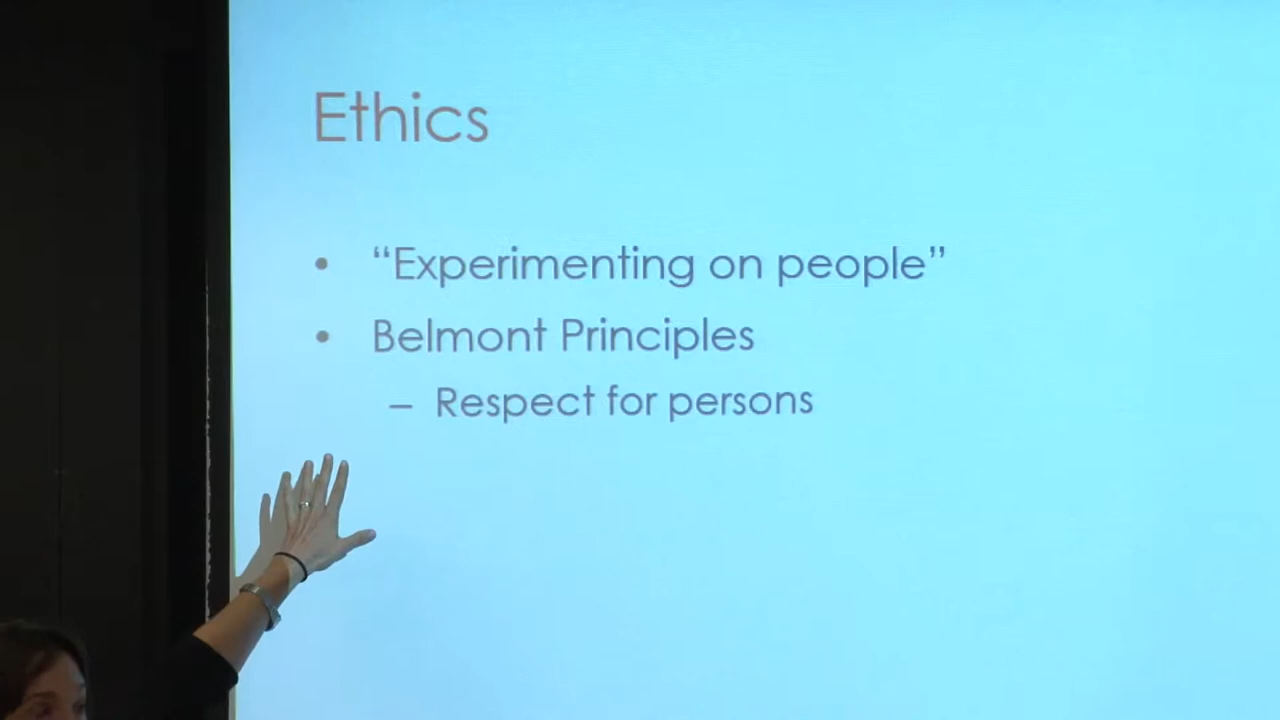 Ethics
• “Experimenting on people”
• Belmont Principles
– Respect for persons